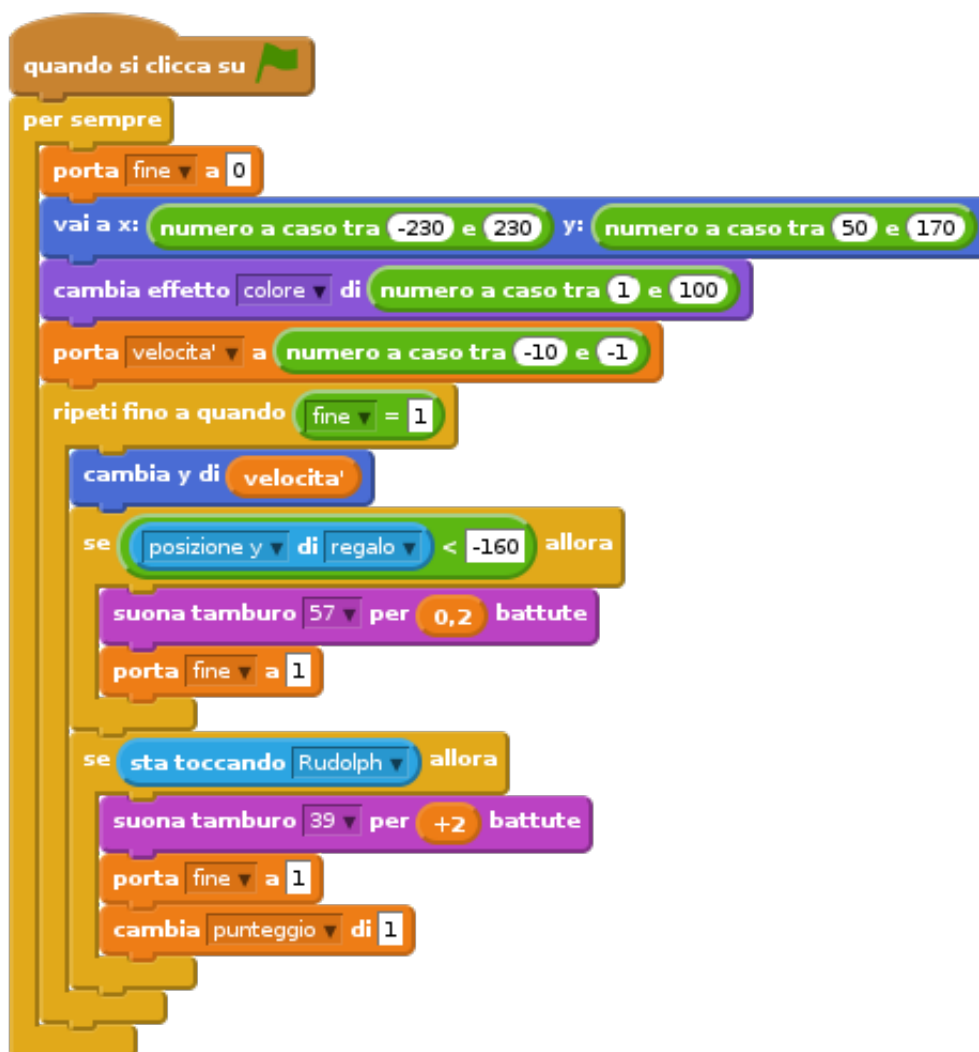 quando si clicca su
per sempre
porta fine a 0
vai a x: numero a caso tra -230 e 230 y: numero a caso tra 50 e 170
cambia effetto colore di numero a caso tra 1 e 100
porta velocita' a numero a caso tra -10 e -1
ripeti fino a quando fine = 1
cambia y di velocita'
se posizione y di regalo < -160 allora
suona tamburo 57 per 0,2 battute
porta fine a 1
se sta toccando Rudolph allora
suona tamburo 39 per +2 battute
porta fine a 1
cambia punteggio di 1